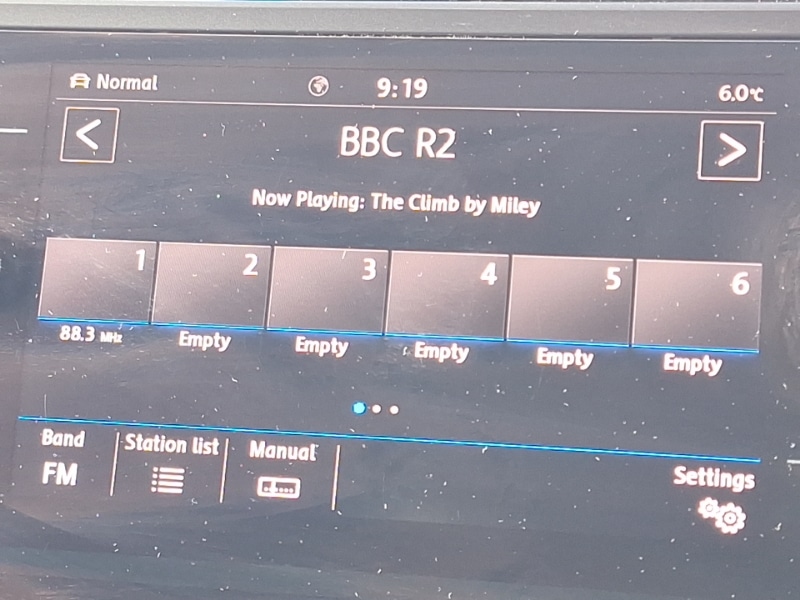 Normal 9:19 6.0°C
< BBC R2 >
Now Playing: The Climb by Miley
1 2 3 4 5 6
88.3 MHz Empty Empty Empty Empty Empty
Band Station list Manual Settings
FM